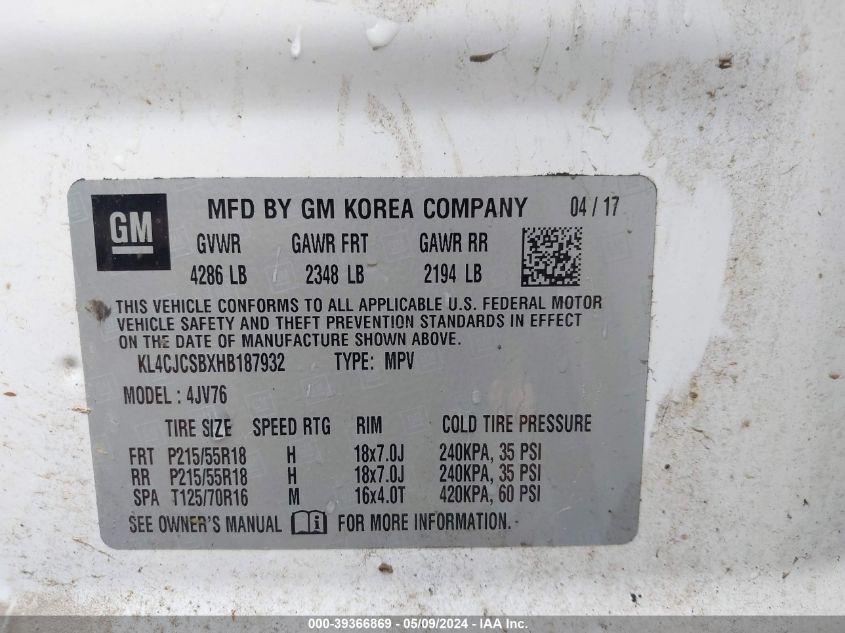 GM
MFD BY GM KOREA COMPANY 04 / 17
GVWR GAWR FRT GAWR RR
4286 LB 2348 LB 2194 LB
THIS VEHICLE CONFORMS TO ALL APPLICABLE U.S. FEDERAL MOTOR
VEHICLE SAFETY AND THEFT PREVENTION STANDARDS IN EFFECT
ON THE DATE OF MANUFACTURE SHOWN ABOVE.
KL4CJCSBXHB187932 TYPE: MPV
MODEL : 4JV76
TIRE SIZE SPEED RTG RIM COLD TIRE PRESSURE
FRT P215/55R18 H 18x7.0J 240KPA, 35 PSI
RR P215/55R18 H 18x7.0J 240KPA, 35 PSI
SPA T125/70R16 M 16x4.0T 420KPA, 60 PSI
SEE OWNER'S MANUAL FOR MORE INFORMATION.
000-39366869 - 05/09/2024 - IAA Inc.